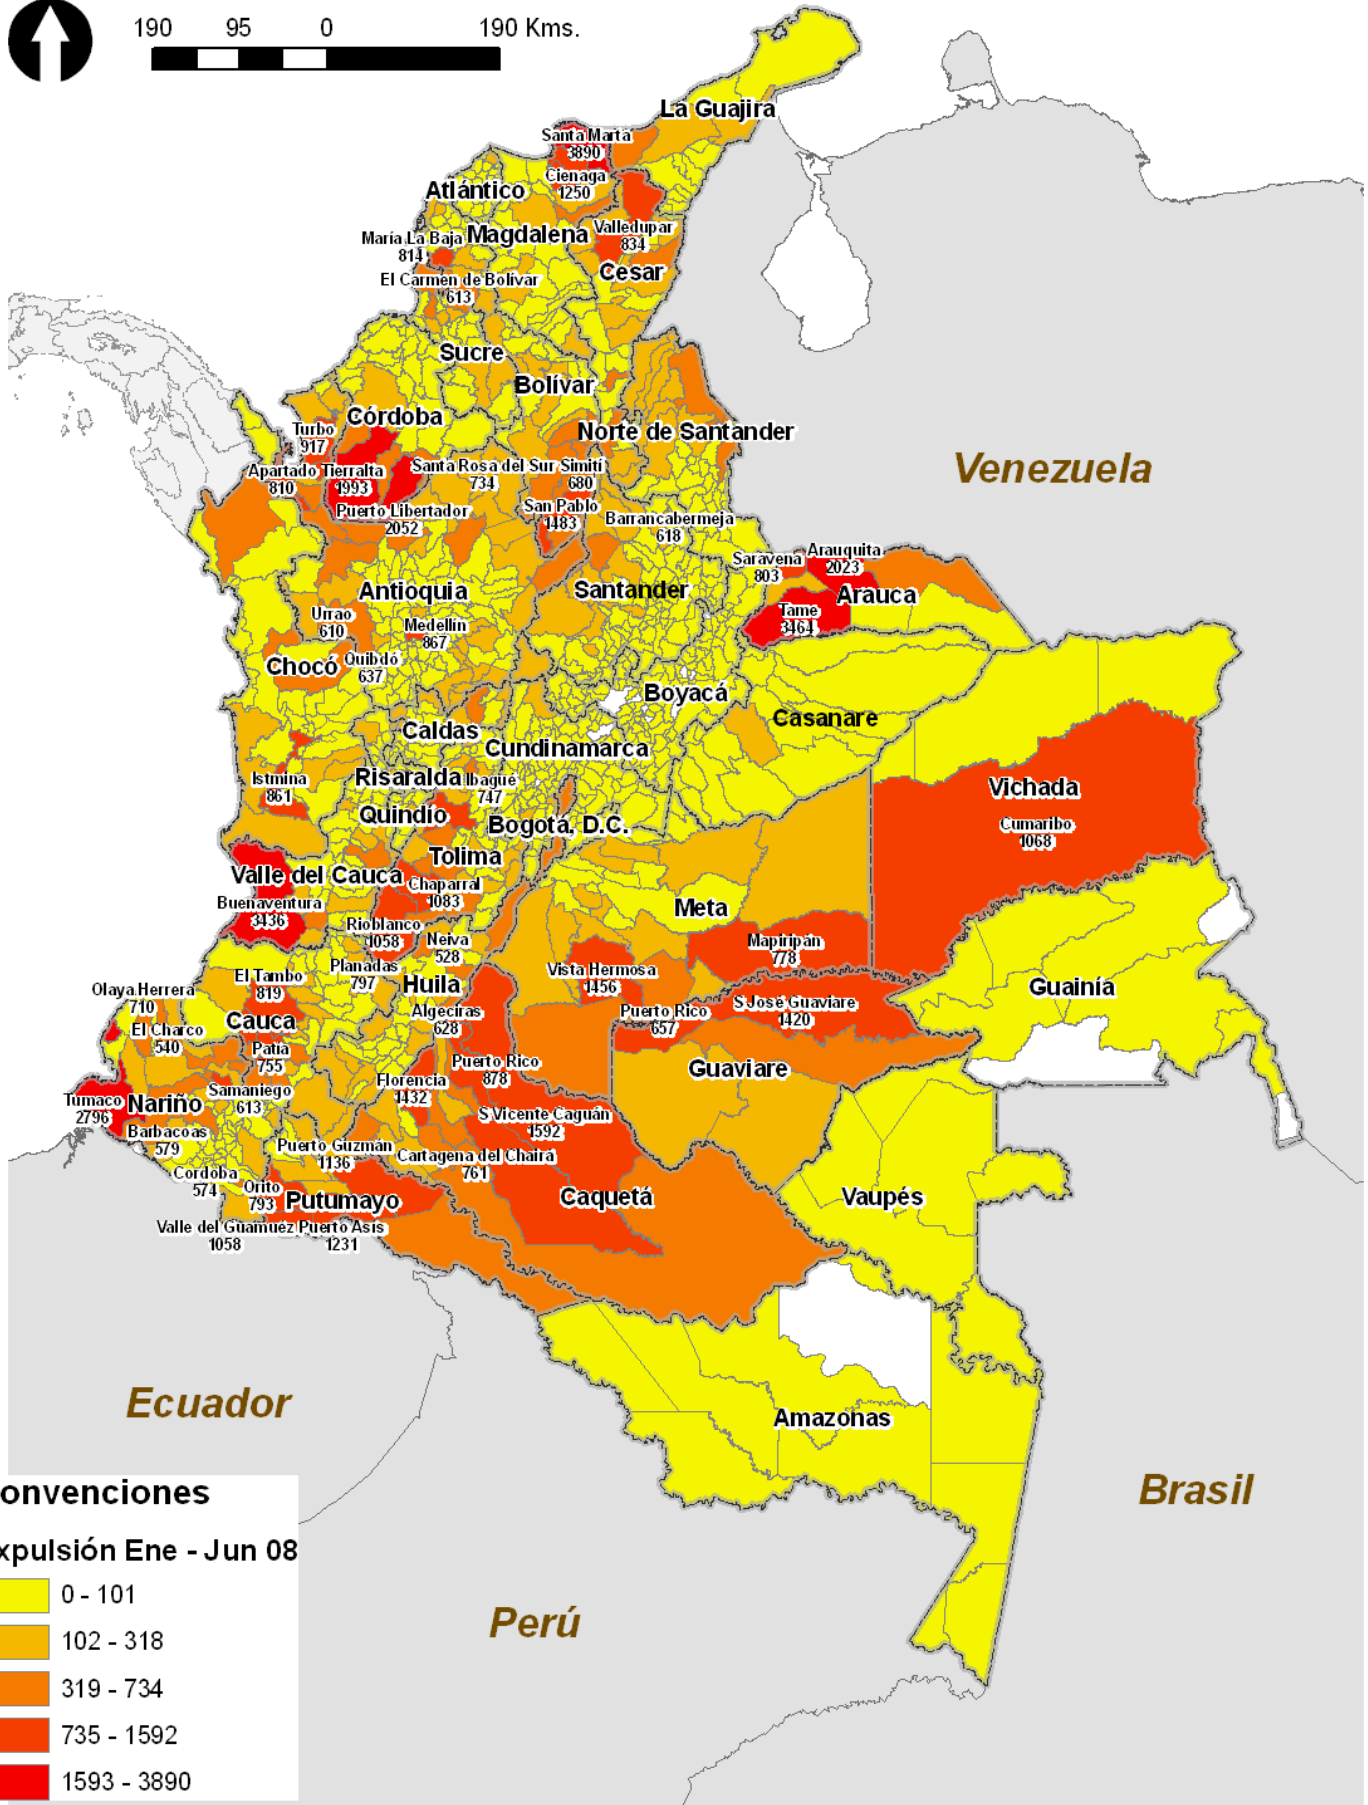 190 95 0 190 Kms.
La Guajira
Santa Marta
3890
Cienaga
1250
Atlántico
Magdalena
María La Baja
814
Valledupar
834
Cesar
El Carmen de Bolívar
613
Sucre
Bolívar
Córdoba
Turbo
917
Norte de Santander
Venezuela
Apartado
810
Tierralta
1993
Santa Rosa del Sur
734
Simití
680
Puerto Libertador
2052
San Pablo
1483
Barrancabermeja
618
Saravena
803
Arauquita
2023
Arauca
Tame
3464
Antioquia
Santander
Urrao
610
Medellín
867
Chocó
Quibdó
637
Boyacá
Casanare
Caldas
Cundinamarca
Istmina
861
Risaralda
Ibagué
747
Quindío
Bogotá, D.C.
Vichada
Cumaribo
1068
Tolima
Valle del Cauca
Chaparral
1083
Buenaventura
3436
Meta
Rioblanco
1058
Neiva
528
Mapiripán
778
Planadas
797
El Tambo
819
Huila
Vista Hermosa
1456
Guainía
Olaya Herrera
710
El Charco
540
Cauca
Algeciras
628
Puerto Rico
657
S José Guaviare
1420
Patía
755
Puerto Rico
878
Guaviare
Florencia
1432
Tumaco
2796
Nariño
Samaniego
613
S Vicente Caguán
1592
Barbacoas
579
Puerto Guzmán
1136
Cartagena del Chairá
761
Cordoba
574
Orito
793
Putumayo
Caquetá
Vaupés
Valle del Guamuéz
1058
Puerto Asís
1231
Ecuador
Amazonas
Brasil
Perú
onvenciones
xpulsión Ene - Jun 08
0 - 101
102 - 318
319 - 734
735 - 1592
1593 - 3890